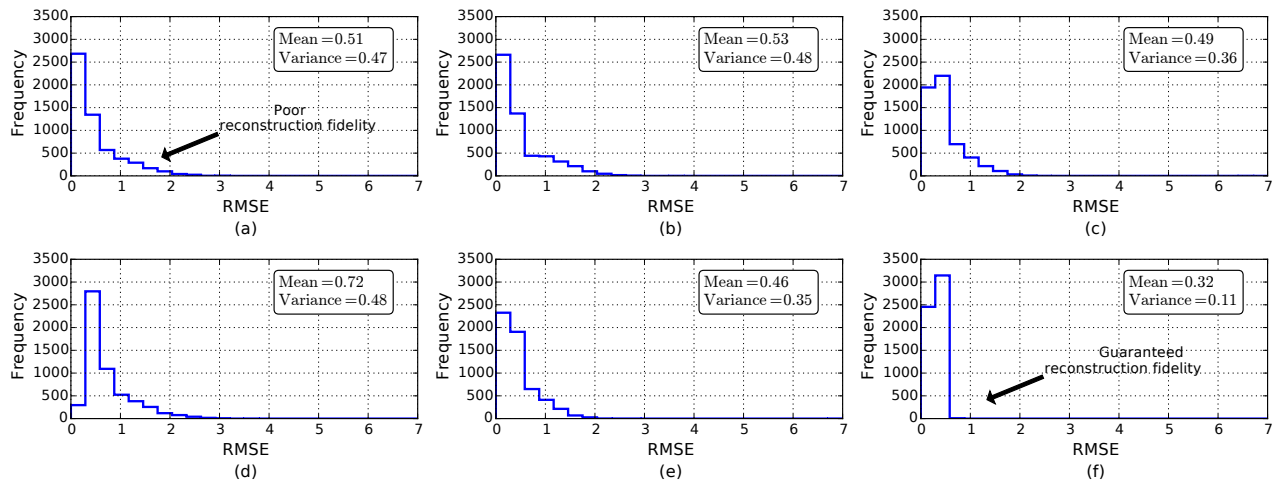 3500
3000
2500
2000
1500
1000
500
0
Frequency
Mean=0.51
Variance=0.47
Poor
reconstruction fidelity
0 1 2 3 4 5 6 7
RMSE
(a)
3500
3000
2500
2000
1500
1000
500
0
Frequency
Mean=0.53
Variance=0.48
0 1 2 3 4 5 6 7
RMSE
(b)
3500
3000
2500
2000
1500
1000
500
0
Frequency
Mean=0.49
Variance=0.36
0 1 2 3 4 5 6 7
RMSE
(c)
3500
3000
2500
2000
1500
1000
500
0
Frequency
Mean=0.72
Variance=0.48
0 1 2 3 4 5 6 7
RMSE
(d)
3500
3000
2500
2000
1500
1000
500
0
Frequency
Mean=0.46
Variance=0.35
0 1 2 3 4 5 6 7
RMSE
(e)
3500
3000
2500
2000
1500
1000
500
0
Frequency
Mean=0.32
Variance=0.11
Guaranteed
reconstruction fidelity
0 1 2 3 4 5 6 7
RMSE
(f)